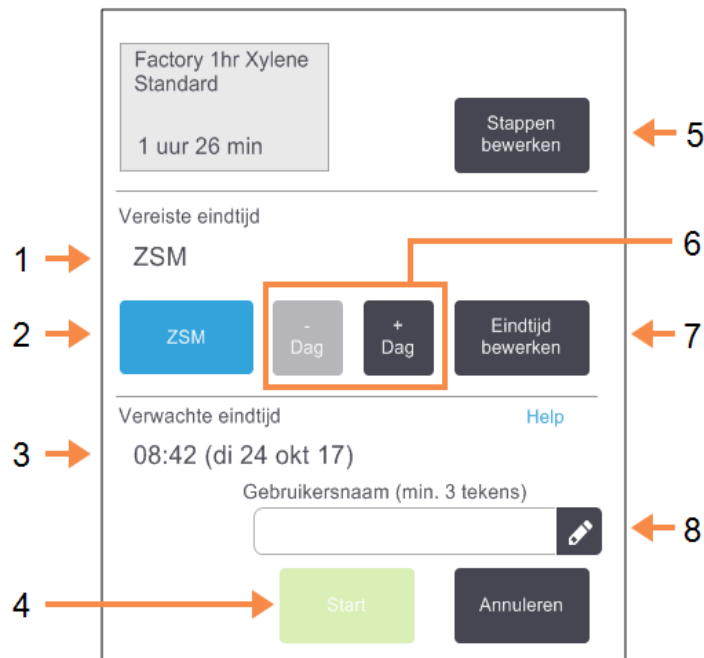 Factory 1hr Xylene
Standard
1 uur 26 min
Stappen
bewerken
5
Vereiste eindtijd
6
1
ZSM
2
ZSM
-
Dag
+
Dag
Eindtijd
bewerken
7
Verwachte eindtijd
Help
3
08:42 (di 24 okt 17)
Gebruikersnaam (min. 3 tekens)
8
4
Start
Annuleren